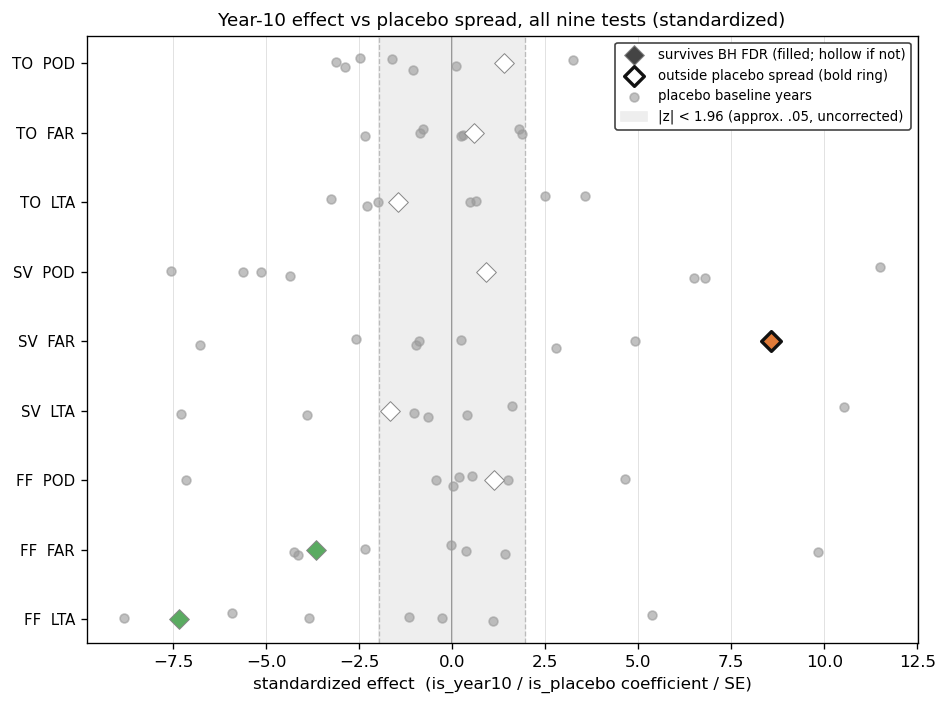 Year-10 effect vs placebo spread, all nine tests (standardized)
survives BH FDR (filled; hollow if not)
outside placebo spread (bold ring)
placebo baseline years
|z| < 1.96 (approx. .05, uncorrected)
TO POD
TO FAR
TO LTA
SV POD
SV FAR
SV LTA
FF POD
FF FAR
FF LTA
−7.5 −5.0 −2.5 0.0 2.5 5.0 7.5 10.0 12.5
standardized effect (is_year10 / is_placebo coefficient / SE)